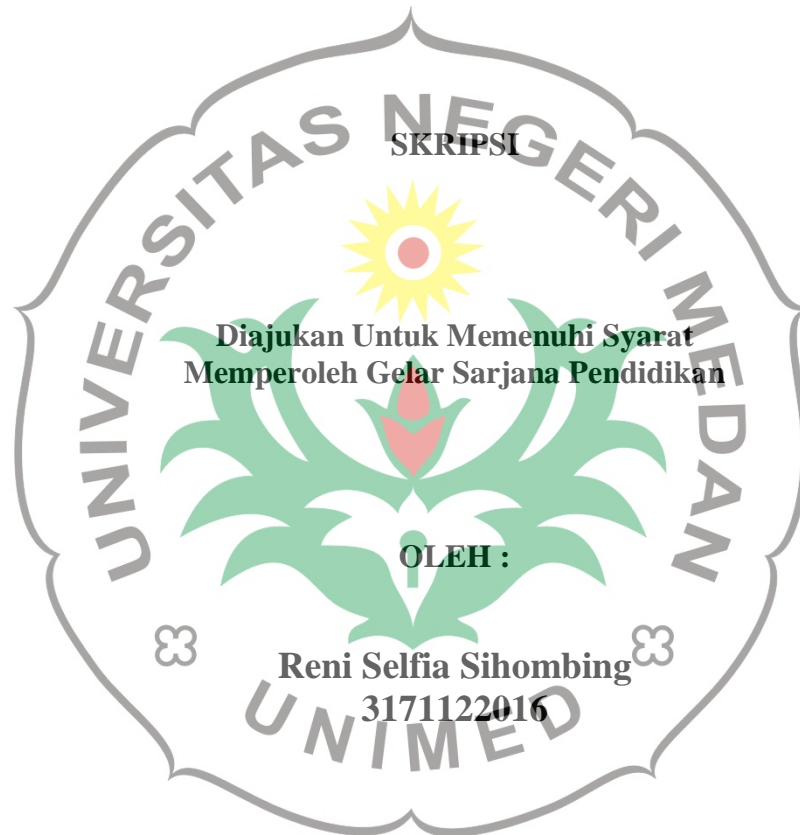 UNIVERSITAS NEGERI MEDAN
SKRIPSI
Diajukan Untuk Memenuhi Syarat
Memperoleh Gelar Sarjana Pendidikan
OLEH :
Reni Selfia Sihombing
3171122016
UNIMED